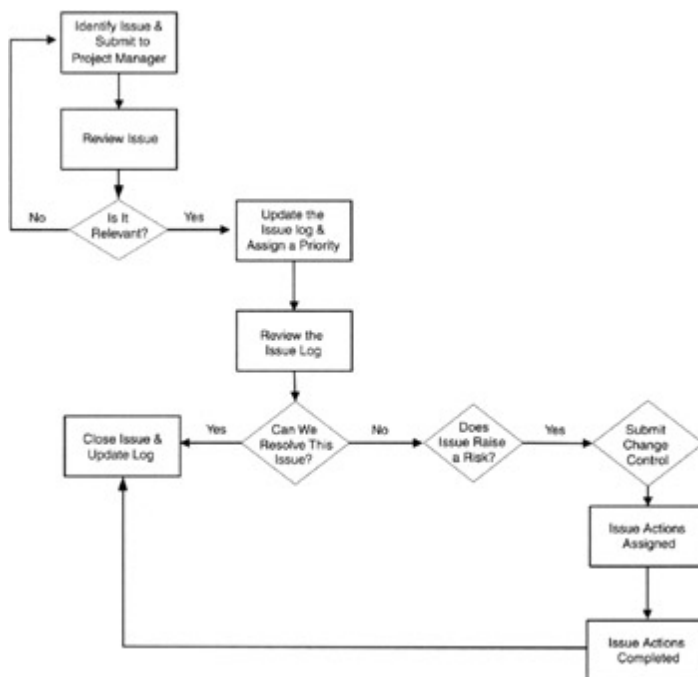 Identify Issue &
Submit to
Project Manager
Review Issue
Is It
Relevant?
No
Yes
Update the
Issue log &
Assign a Priority
Review the
Issue Log
Can We
Resolve This
Issue?
Yes
Close Issue &
Update Log
No
Does
Issue Raise
a Risk?
Yes
Submit
Change
Control
Issue Actions
Assigned
Issue Actions
Completed